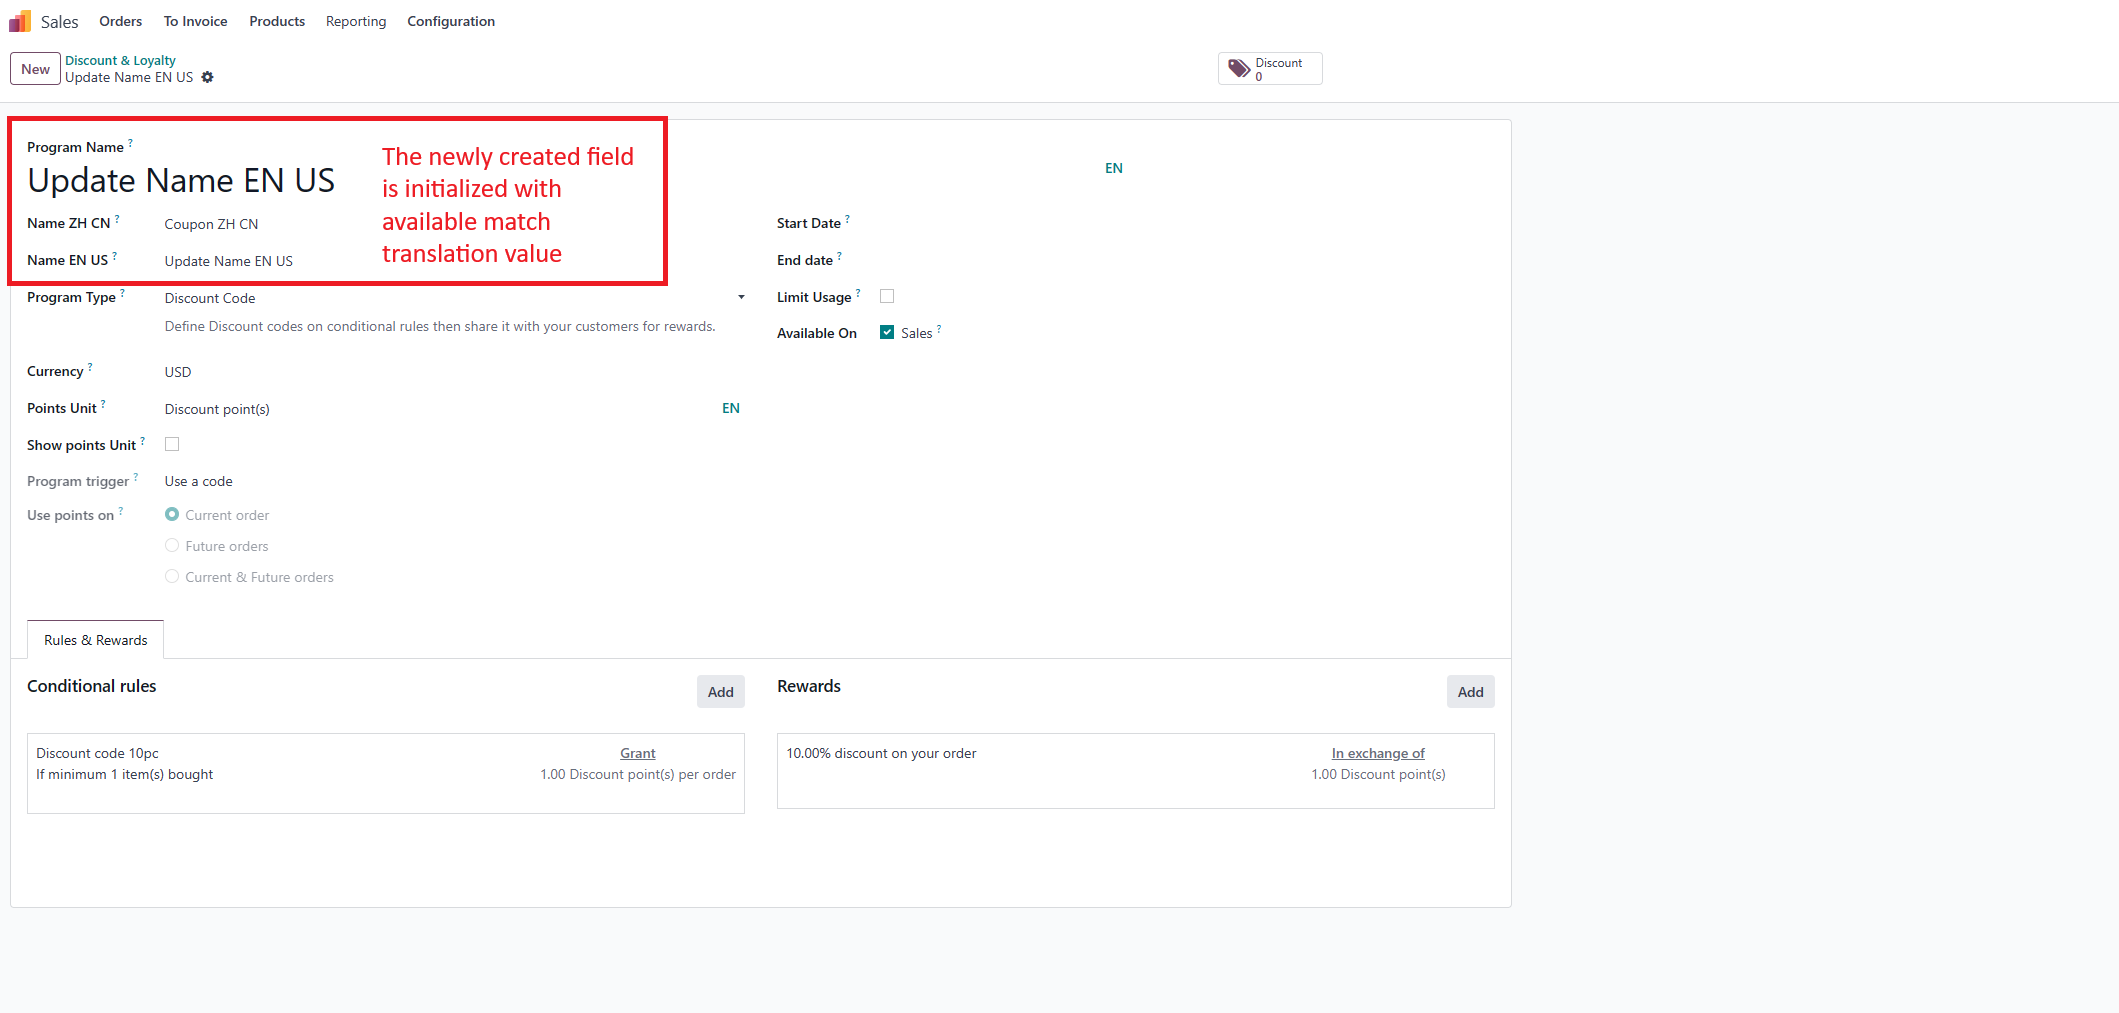 Sales Orders To Invoice Products Reporting Configuration
New
Discount & Loyalty
Update Name EN US
Discount
0
Program Name ?
Update Name EN US
EN
The newly created field
is initialized with
available match
translation value
Name ZH CN ? Coupon ZH CN
Name EN US ? Update Name EN US
Program Type ? Discount Code
Define Discount codes on conditional rules then share it with your customers for rewards.
Currency ? USD
Points Unit ? Discount point(s) EN
Show points Unit ?
Program trigger ? Use a code
Use points on ? Current order
Future orders
Current & Future orders
Start Date ?
End date ?
Limit Usage ?
Available On Sales ?
Rules & Rewards
Conditional rules Add
Discount code 10pc Grant
If minimum 1 item(s) bought 1.00 Discount point(s) per order
Rewards Add
10.00% discount on your order In exchange of
1.00 Discount point(s)